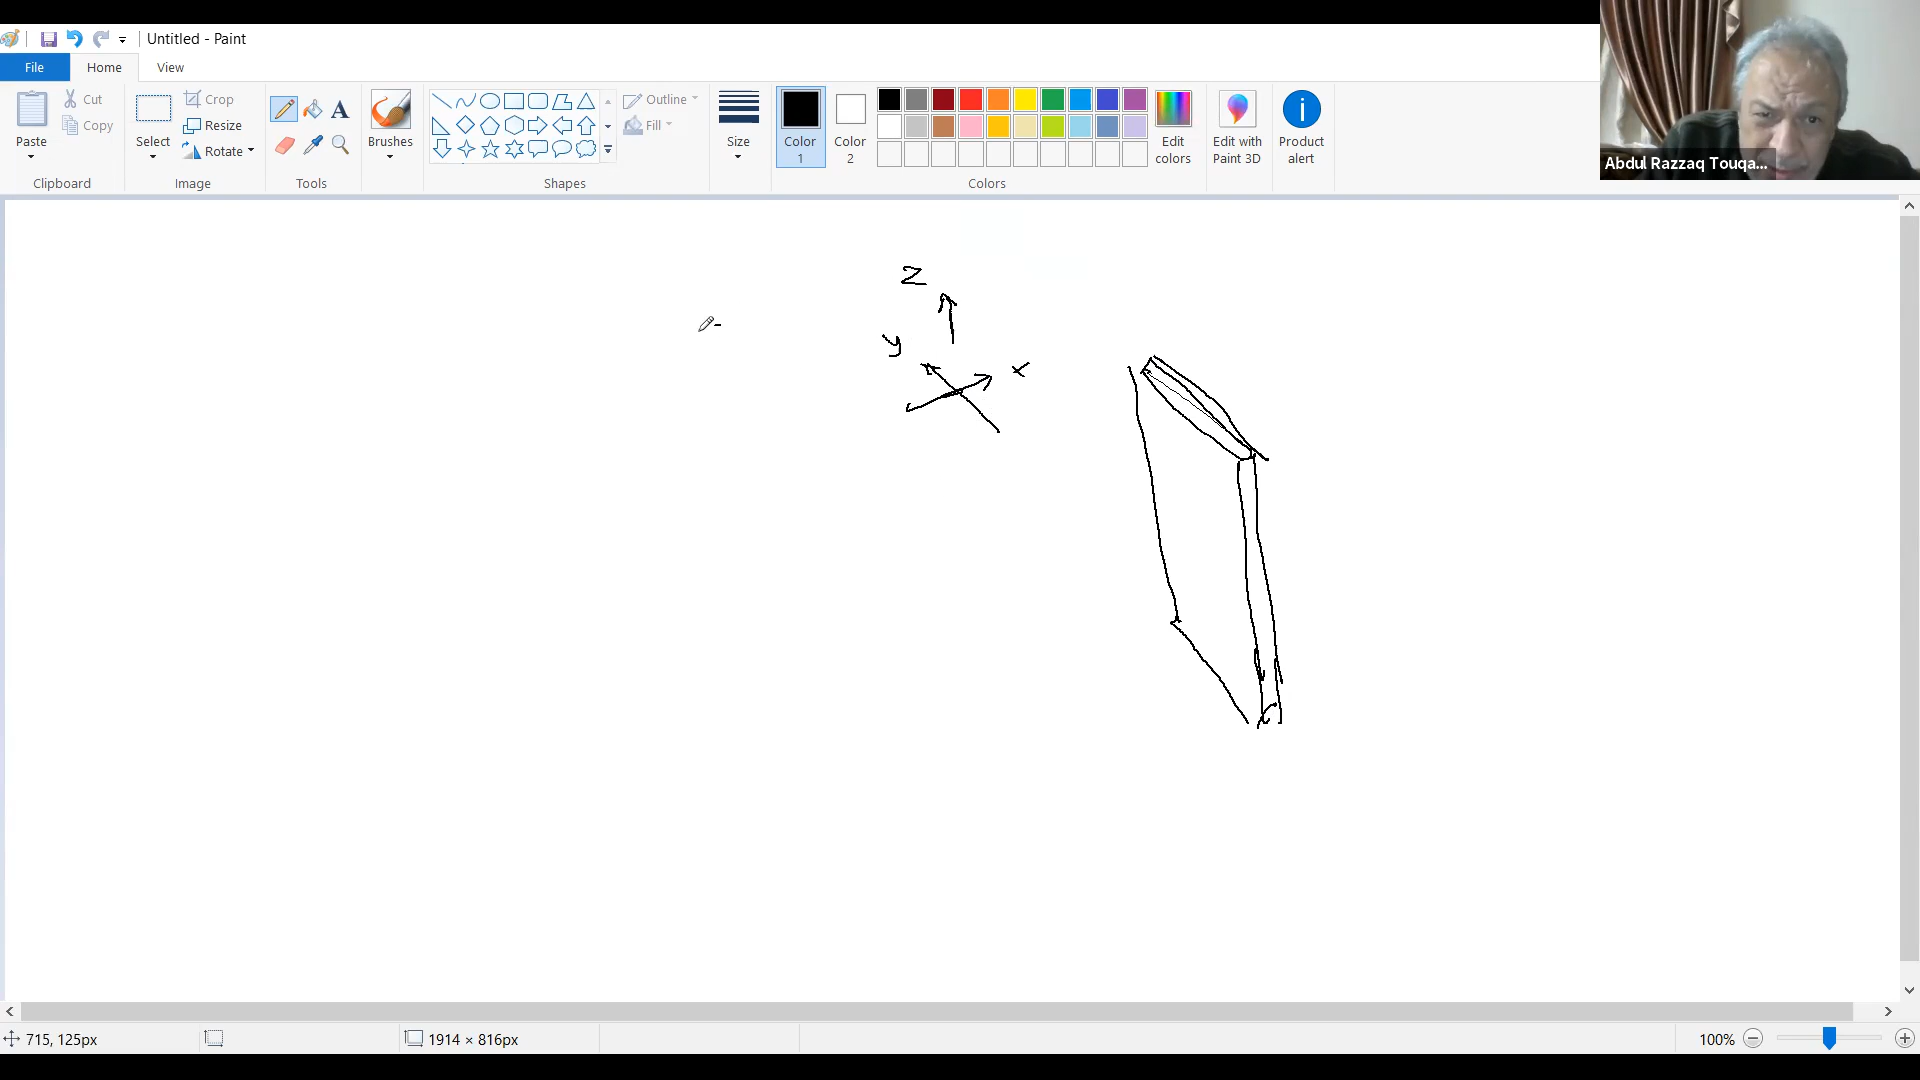 Untitled - Paint
File Home View
Cut
Copy
Paste
Clipboard
Crop
Resize
Rotate
Select
Image
Tools
Brushes
Shapes
Outline
Fill
Size
Color 1
Color 2
Edit colors
Colors
Edit with Paint 3D
Product alert
Abdul Razzaq Touqa...
z
y
x
715, 125px
1914 × 816px
100%